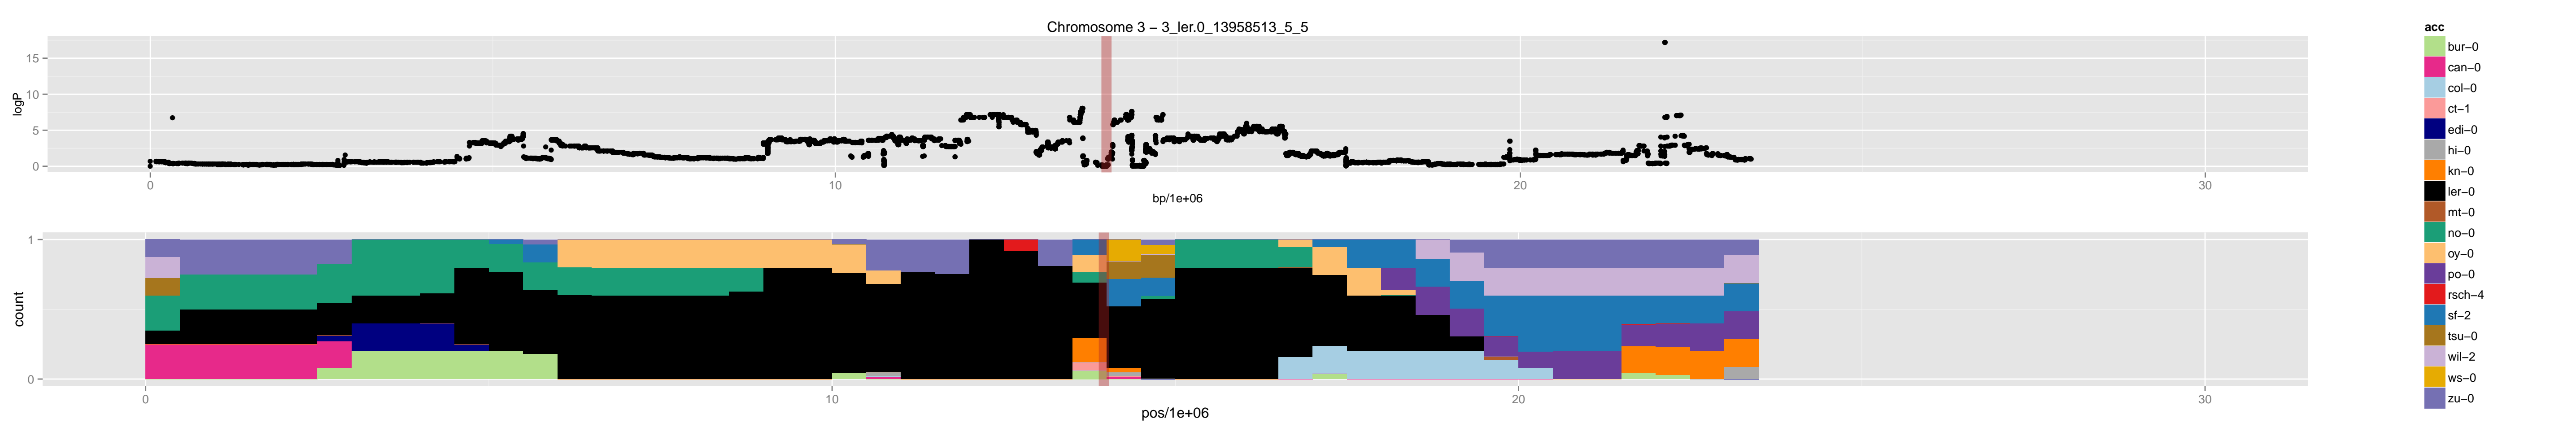 Chromosome 3 − 3_ler.0_13958513_5_5
logP
15
10
5
0
0 10 20 30
bp/1e+06
count
1
0
0 10 20 30
pos/1e+06
acc
bur−0
can−0
col−0
ct−1
edi−0
hi−0
kn−0
ler−0
mt−0
no−0
oy−0
po−0
rsch−4
sf−2
tsu−0
wil−2
ws−0
zu−0